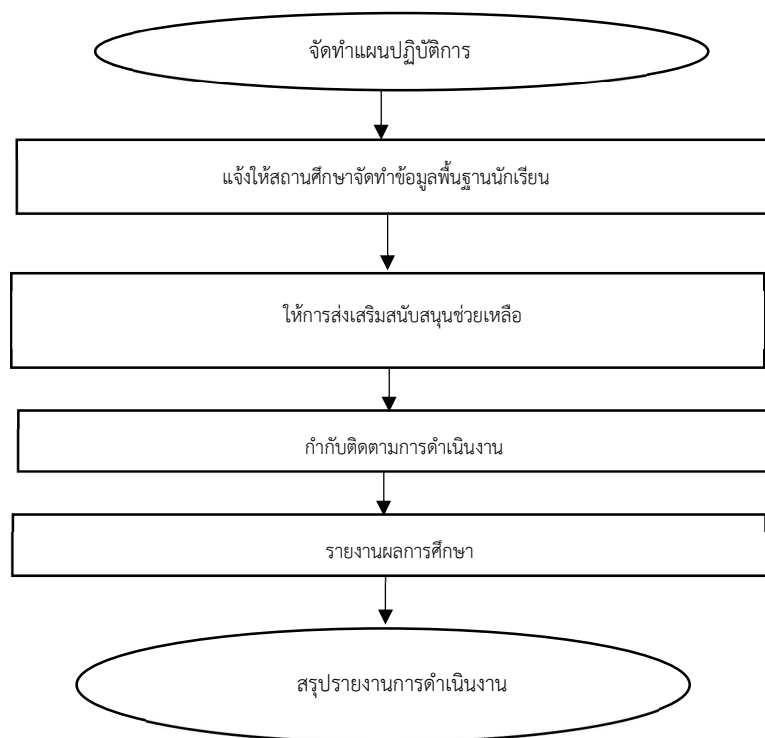 จัดทำแผนปฏิบัติการ
แจ้งให้สถานศึกษาจัดทำข้อมูลพื้นฐานนักเรียน
ให้การส่งเสริมสนับสนุนช่วยเหลือ
กำกับติดตามการดำเนินงาน
รายงานผลการศึกษา
สรุปรายงานการดำเนินงาน